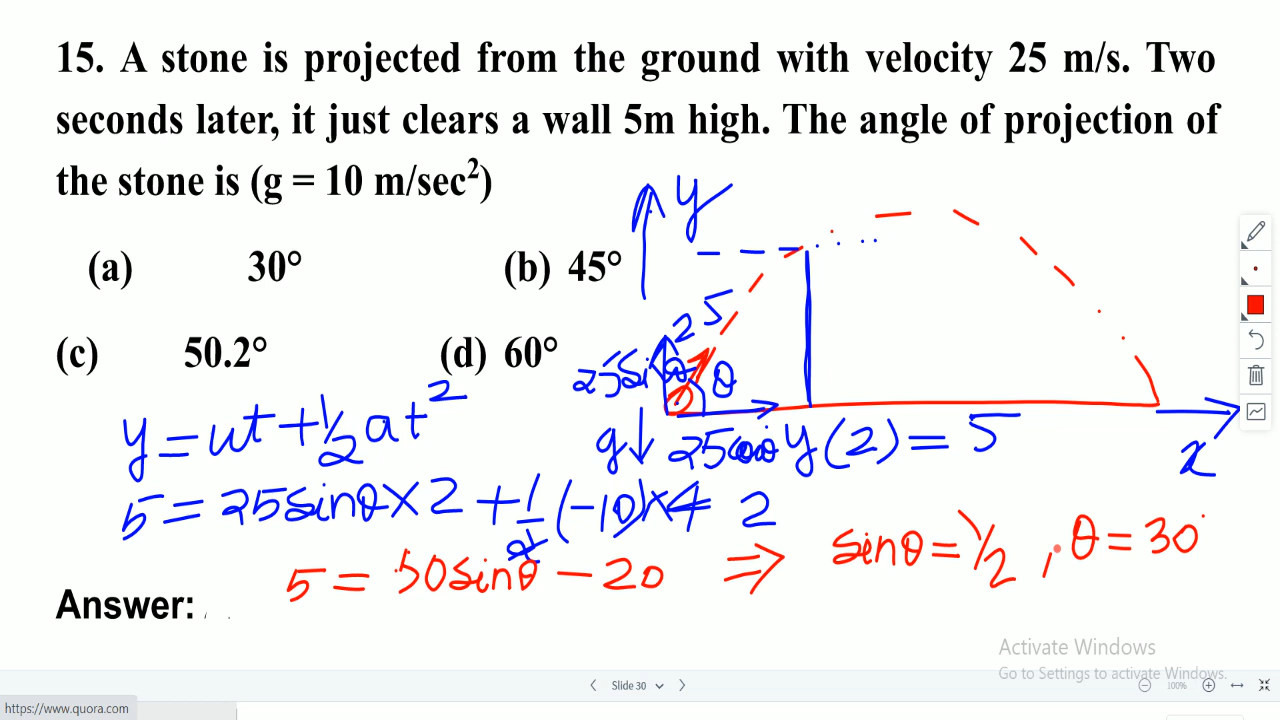 15. A stone is projected from the ground with velocity 25 m/s. Two
seconds later, it just clears a wall 5m high. The angle of projection of
the stone is (g = 10 m/sec²)
y
(a) 30° (b) 45°
25
(c) 50.2° (d) 60°
25sinθ θ
y = ut + 1/2 at²
g↓ 25cosθ y(2) = 5 x
5 = 25sinθ × 2 + 1/2 (-10) × 4 2
5 = 50sinθ - 20 ⇒ sinθ = 1/2, θ = 30°
Answer:
Activate Windows
Go to Settings to activate Windows.
Slide 30 100%
https://www.quora.com